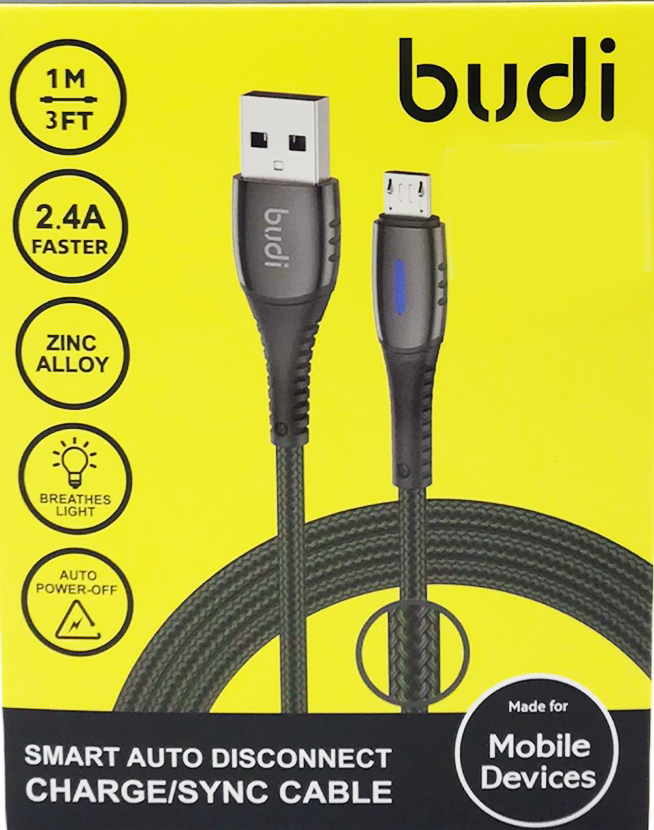 budi
1M
3FT
2.4A
FASTER
budi
ZINC
ALLOY
BREATHES
LIGHT
AUTO
POWER-OFF
SMART AUTO DISCONNECT
CHARGE/SYNC CABLE
Made for
Mobile
Devices